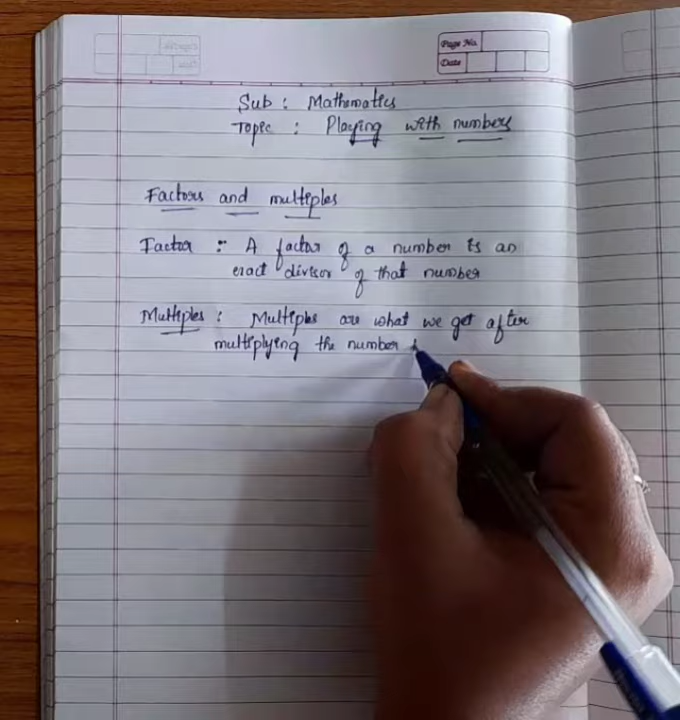 Page No.
Date
Sub : Mathematics
Topic : Playing with numbers
Factors and multiples
Factor :- A factor of a number is an
exact divisor of that number
Multiples : Multiples are what we get after
multiplying the number